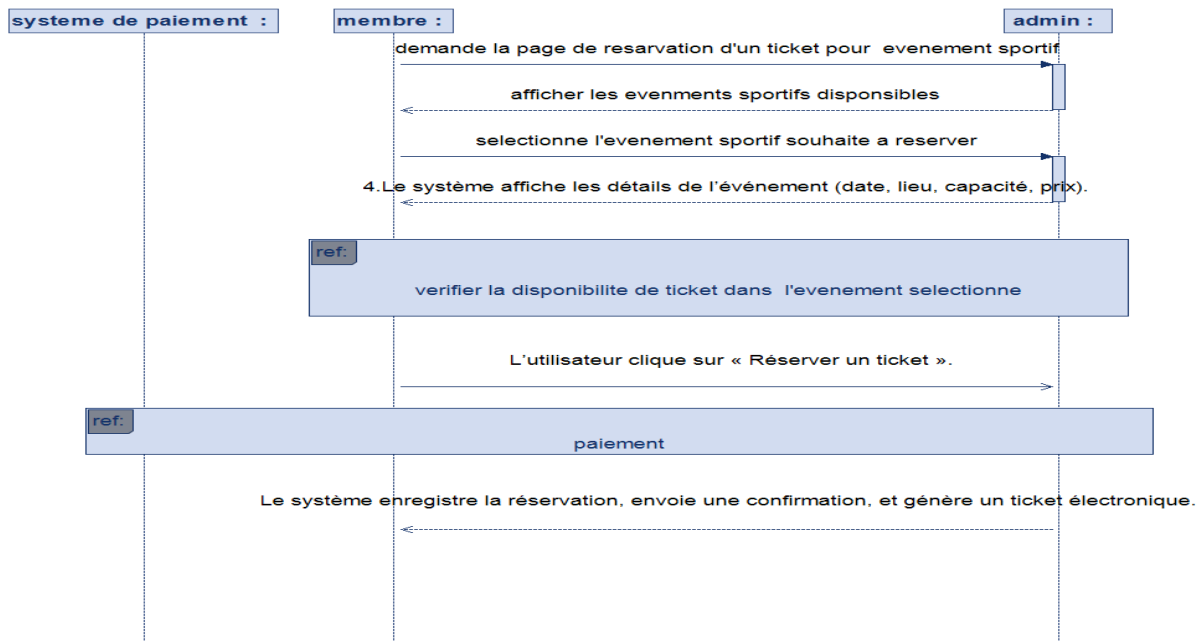 systeme de paiement :
membre :
admin :
demande la page de resarvation d'un ticket pour evenement sportif
afficher les evenments sportifs disponsibles
selectionne l'evenement sportif souhaite a reserver
4.Le système affiche les détails de l'événement (date, lieu, capacité, prix).
ref:
verifier la disponibilite de ticket dans l'evenement selectionne
L'utilisateur clique sur « Réserver un ticket ».
ref:
paiement
Le système enregistre la réservation, envoie une confirmation, et génère un ticket électronique.